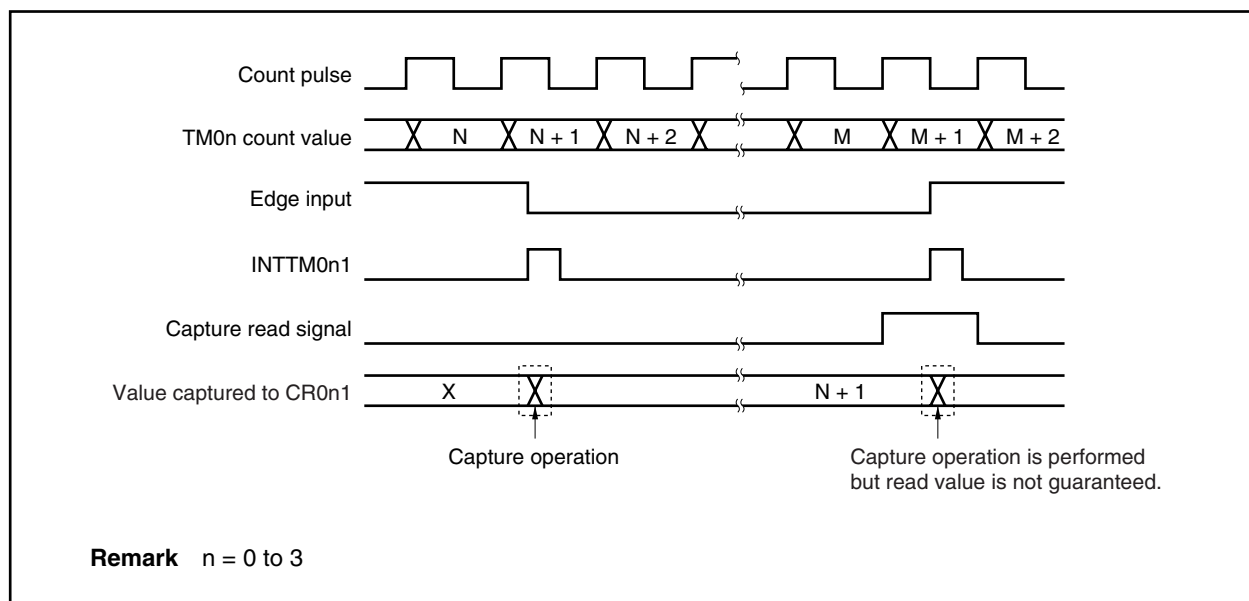 Count pulse
TM0n count value
N N + 1 N + 2 M M + 1 M + 2
Edge input
INTTM0n1
Capture read signal
Value captured to CR0n1
X N + 1
Capture operation
Capture operation is performed
but read value is not guaranteed.
Remark n = 0 to 3